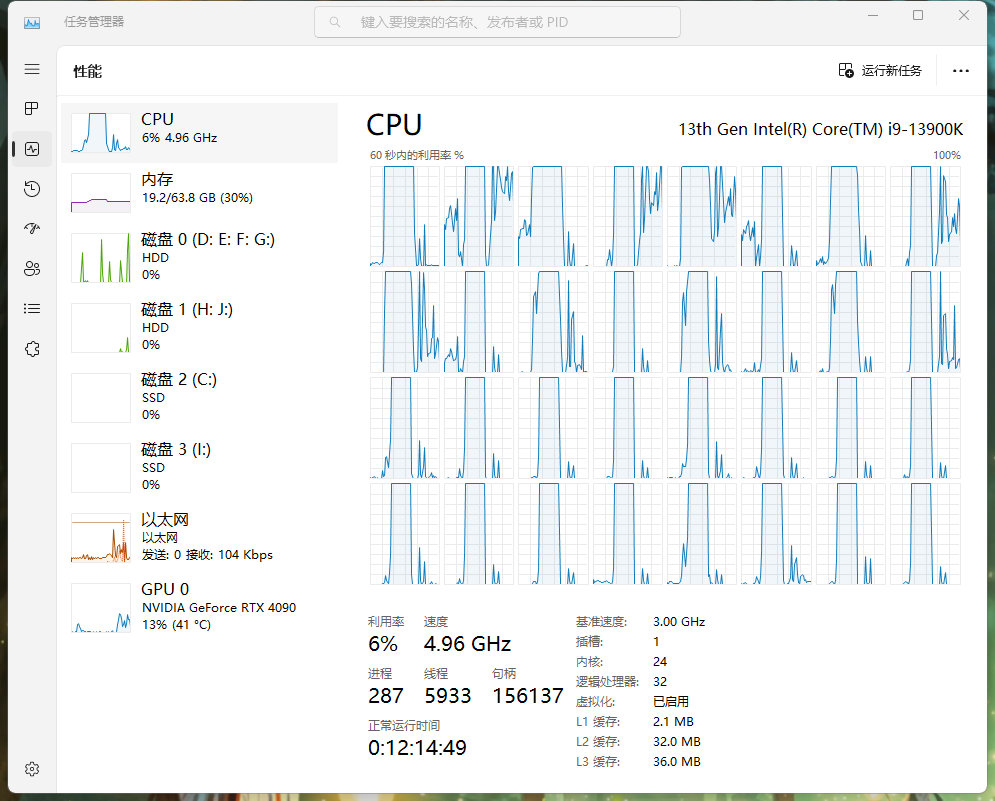 任务管理器
键入要搜索的名称、发布者或 PID
性能
运行新任务
CPU
6% 4.96 GHz
内存
19.2/63.8 GB (30%)
磁盘 0 (D: E: F: G:)
HDD
0%
磁盘 1 (H: J:)
HDD
0%
磁盘 2 (C:)
SSD
0%
磁盘 3 (I:)
SSD
0%
以太网
以太网
发送: 0 接收: 104 Kbps
GPU 0
NVIDIA GeForce RTX 4090
13% (41 °C)
CPU
13th Gen Intel(R) Core(TM) i9-13900K
60 秒内的利用率 %
100%
利用率
速度
6%
4.96 GHz
进程
线程
句柄
287
5933
156137
正常运行时间
0:12:14:49
基准速度: 3.00 GHz
插槽: 1
内核: 24
逻辑处理器: 32
虚拟化: 已启用
L1 缓存: 2.1 MB
L2 缓存: 32.0 MB
L3 缓存: 36.0 MB